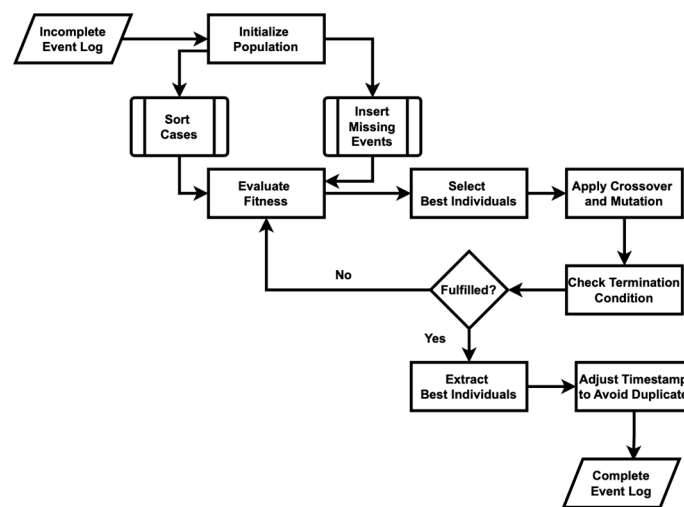 Incomplete
Event Log
Initialize
Population
Sort
Cases
Insert
Missing
Events
Evaluate
Fitness
Select
Best Individuals
Apply Crossover
and Mutation
No
Fulfilled?
Check Termination
Condition
Yes
Extract
Best Individuals
Adjust Timestamp
to Avoid Duplicate
Complete
Event Log